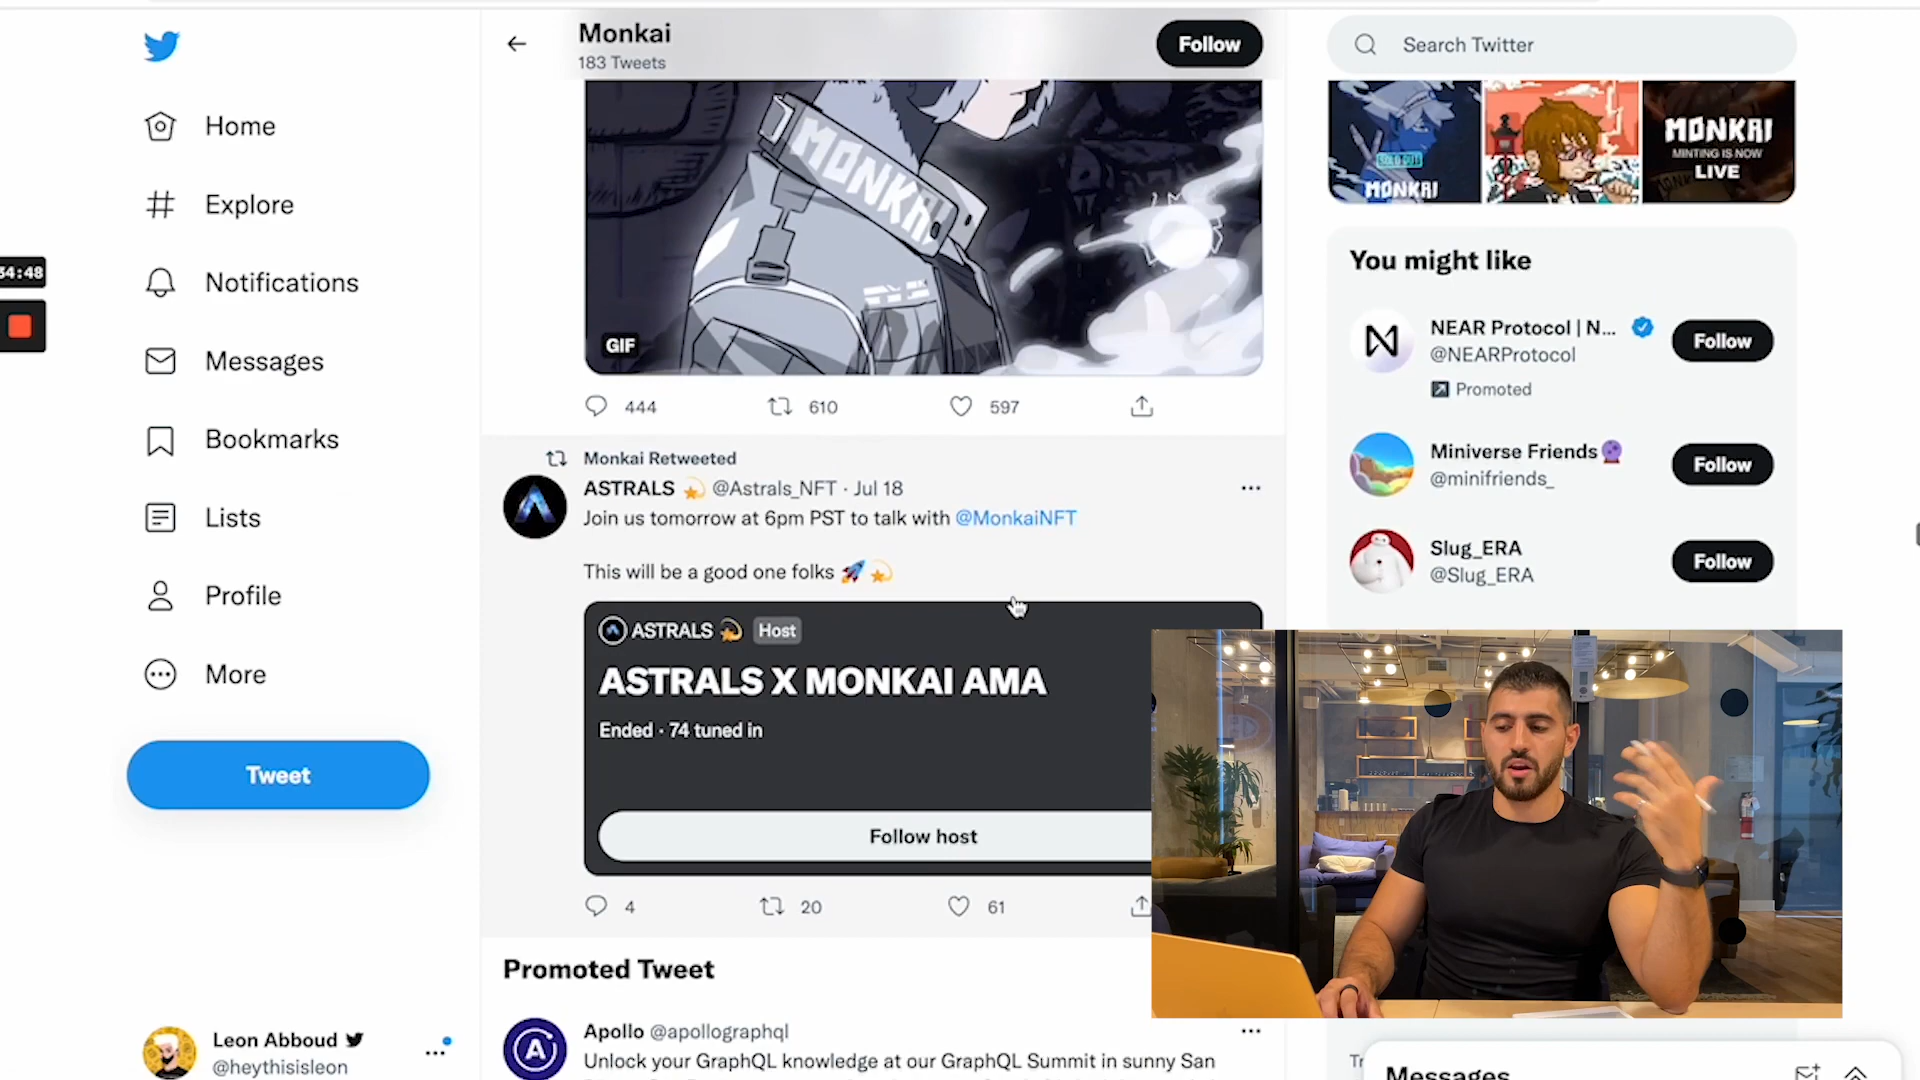 Monkai
183 Tweets
Follow
Search Twitter
Home
Explore
Notifications
Messages
Bookmarks
Lists
Profile
More
Tweet
Leon Abboud
@heythisisleon
34:48
MONKAI
GIF
444
610
597
Monkai Retweeted
ASTRALS @Astrals_NFT · Jul 18
Join us tomorrow at 6pm PST to talk with @MonkaiNFT
This will be a good one folks
ASTRALS Host
ASTRALS X MONKAI AMA
Ended · 74 tuned in
Follow host
4
20
61
Promoted Tweet
Apollo @apollographql
Unlock your GraphQL knowledge at our GraphQL Summit in sunny San
SOLD OUT
MONKAI
MONKAI
MINTING IS NOW
LIVE
You might like
NEAR Protocol | N...
@NEARProtocol
Follow
Promoted
Miniverse Friends
@minifriends_
Follow
Slug_ERA
@Slug_ERA
Follow
Messages